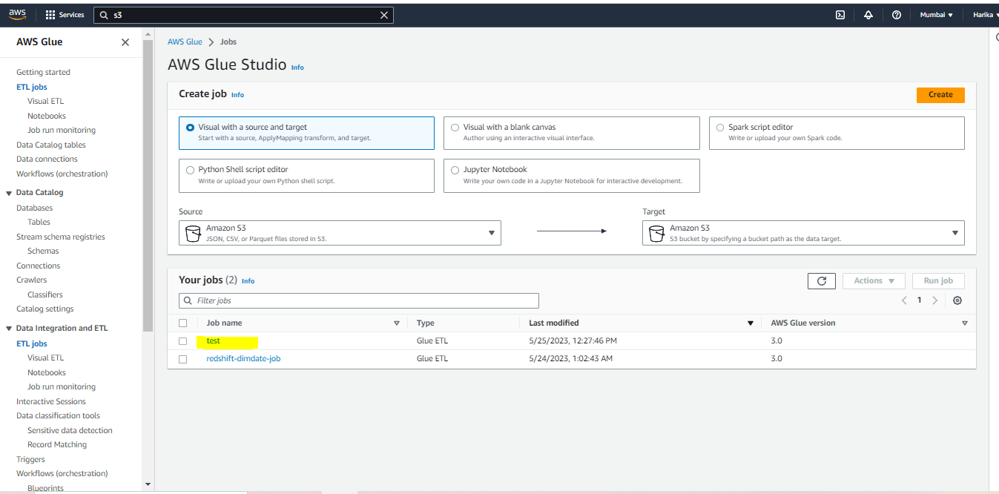 aws Services s3 Mumbai Harika
AWS Glue
Getting started
ETL jobs
Visual ETL
Notebooks
Job run monitoring
Data Catalog tables
Data connections
Workflows (orchestration)
Data Catalog
Databases
Tables
Stream schema registries
Schemas
Connections
Crawlers
Classifiers
Catalog settings
Data Integration and ETL
ETL jobs
Visual ETL
Notebooks
Job run monitoring
Interactive Sessions
Data classification tools
Sensitive data detection
Record Matching
Triggers
Workflows (orchestration)
Blueprints
AWS Glue > Jobs
AWS Glue Studio Info
Create job Info Create
Visual with a source and target
Start with a source, ApplyMapping transform, and target.
Visual with a blank canvas
Author using an interactive visual interface.
Spark script editor
Write or upload your own Spark code.
Python Shell script editor
Write or upload your own Python shell script.
Jupyter Notebook
Write your own code in a Jupyter Notebook for interactive development.
Source
Amazon S3
JSON, CSV, or Parquet files stored in S3.
Target
Amazon S3
S3 bucket by specifying a bucket path as the data target.
Your jobs (2) Info Actions Run job
Filter jobs 1
Job name Type Last modified AWS Glue version
test Glue ETL 5/25/2023, 12:27:46 PM 3.0
redshift-dimdate-job Glue ETL 5/24/2023, 1:02:43 AM 3.0